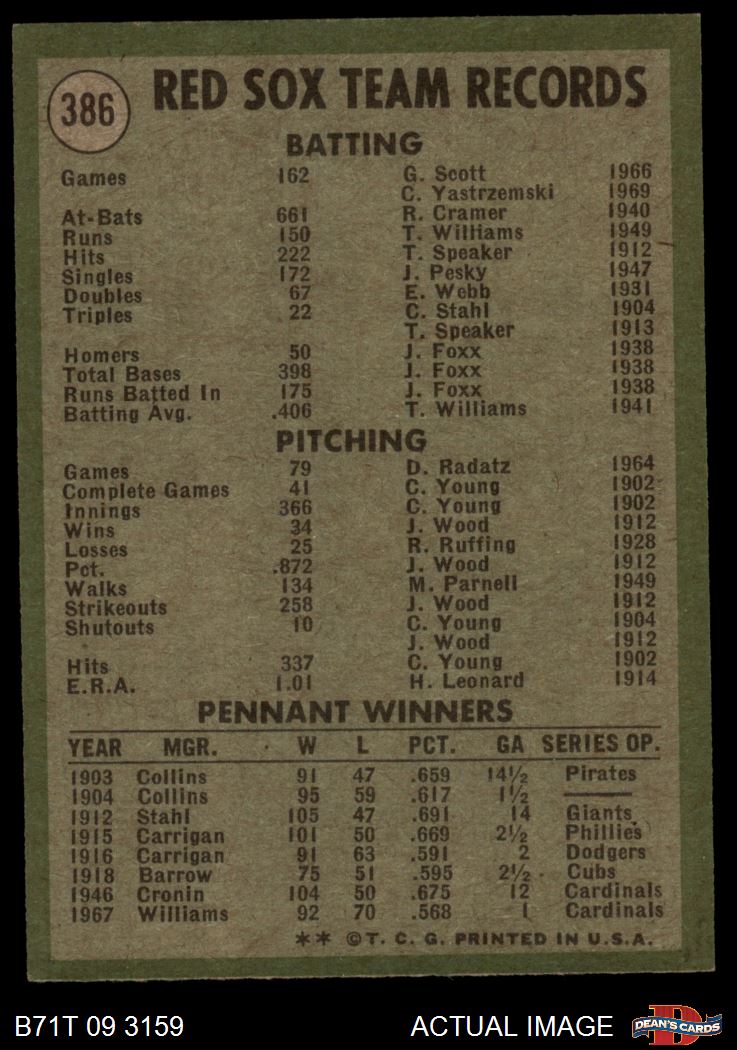 386
RED SOX TEAM RECORDS
BATTING
Games 162 G. Scott 1966
C. Yastrzemski 1969
At-Bats 661 R. Cramer 1940
Runs 150 T. Williams 1949
Hits 222 T. Speaker 1912
Singles 172 J. Pesky 1947
Doubles 67 E. Webb 1931
Triples 22 C. Stahl 1904
T. Speaker 1913
Homers 50 J. Foxx 1938
Total Bases 398 J. Foxx 1938
Runs Batted In 175 J. Foxx 1938
Batting Avg. .406 T. Williams 1941
PITCHING
Games 79 D. Radatz 1964
Complete Games 41 C. Young 1902
Innings 366 C. Young 1902
Wins 34 J. Wood 1912
Losses 25 R. Ruffing 1928
Pct. .872 J. Wood 1912
Walks 134 M. Parnell 1949
Strikeouts 258 J. Wood 1912
Shutouts 10 C. Young 1904
J. Wood 1912
Hits 337 C. Young 1902
E.R.A. 1.01 H. Leonard 1914
PENNANT WINNERS
YEAR MGR. W L PCT. GA SERIES OP.
1903 Collins 91 47 .659 14½ Pirates
1904 Collins 95 59 .617 1½ ——
1912 Stahl 105 47 .691 14 Giants
1915 Carrigan 101 50 .669 2½ Phillies
1916 Carrigan 91 63 .591 2 Dodgers
1918 Barrow 75 51 .595 2½ Cubs
1946 Cronin 104 50 .675 12 Cardinals
1967 Williams 92 70 .568 1 Cardinals
** ©T. C. G. PRINTED IN U.S.A.
B71T 09 3159 ACTUAL IMAGE D DEAN'S CARDS